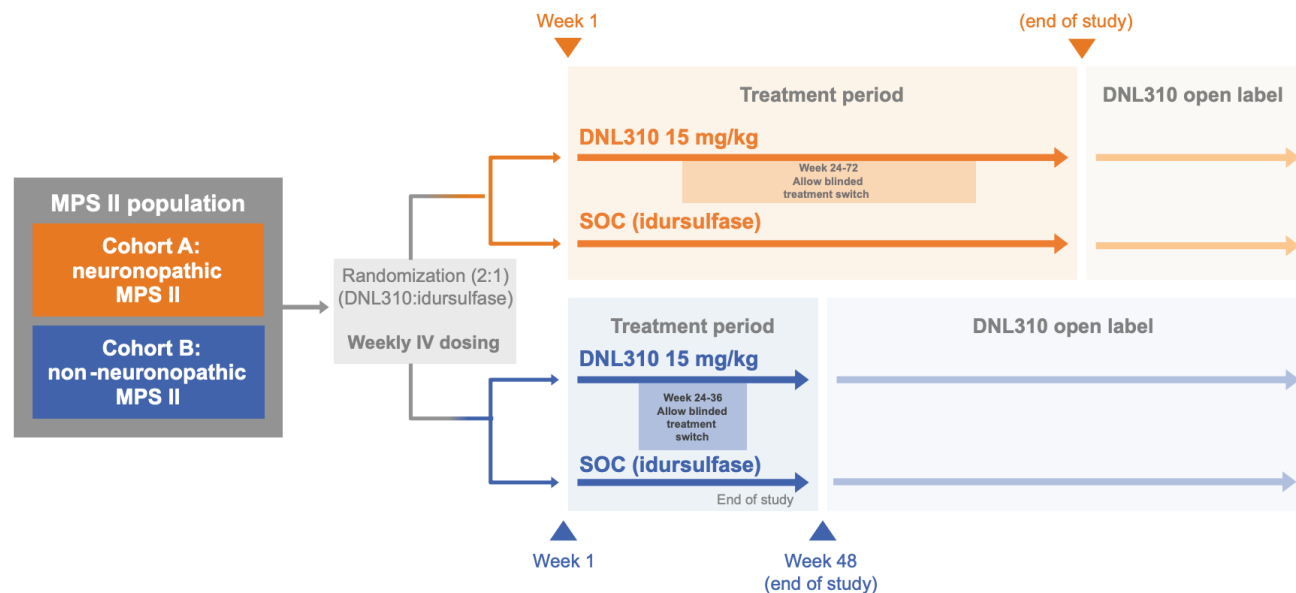 Week 1
(end of study)
Treatment period
DNL310 open label
DNL310 15 mg/kg
Week 24-72
Allow blinded
treatment switch
SOC (idursulfase)
MPS II population
Cohort A:
neuronopathic
MPS II
Cohort B:
non-neuronopathic
MPS II
Randomization (2:1)
(DNL310:idursulfase)
Weekly IV dosing
Treatment period
DNL310 open label
DNL310 15 mg/kg
Week 24-36
Allow blinded
treatment
switch
SOC (idursulfase)
End of study
Week 1
Week 48
(end of study)